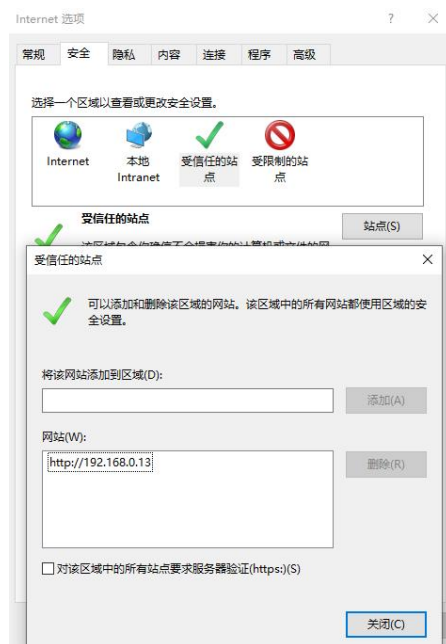 Internet 选项
常规 安全 隐私 内容 连接 程序 高级
选择一个区域以查看或更改安全设置。
Internet
本地
Intranet
受信任的站
点
受限制的站
点
受信任的站点
站点(S)
受信任的站点
可以添加和删除该区域的网站。该区域中的所有网站都使用区域的安
全设置。
将该网站添加到区域(D):
添加(A)
网站(W):
http://192.168.0.13
删除(R)
对该区域中的所有站点要求服务器验证(https:)(S)
关闭(C)